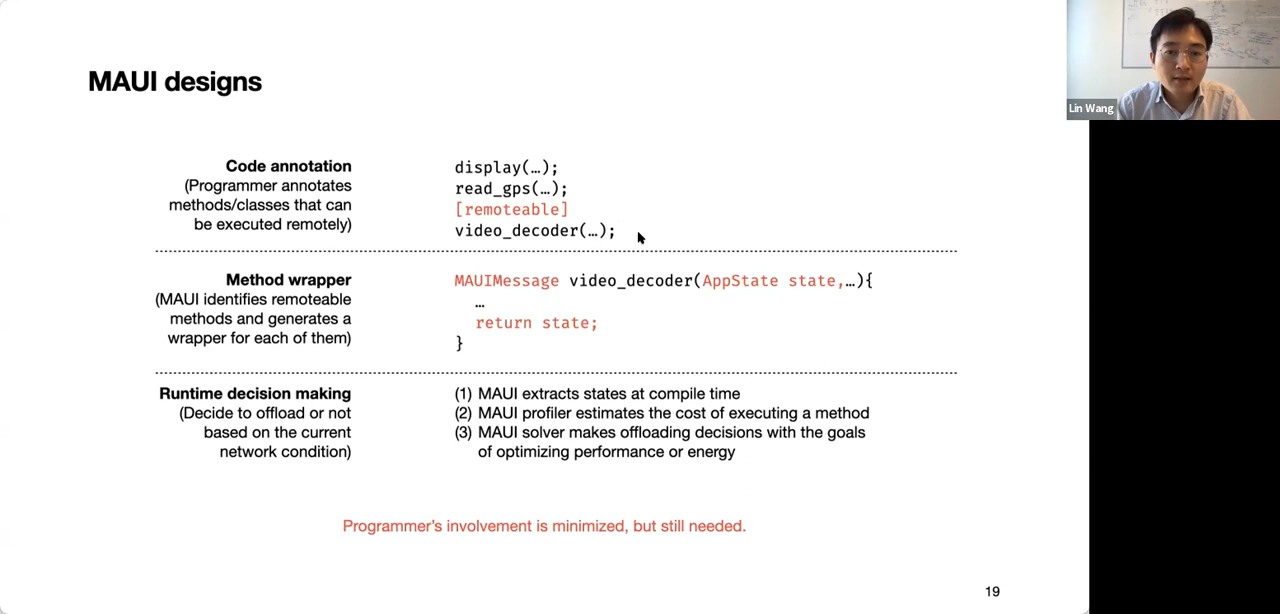 MAUI designs
Lin Wang
Code annotation
(Programmer annotates
methods/classes that can
be executed remotely)
display(…);
read_gps(…);
[remoteable]
video_decoder(…);
Method wrapper
(MAUI identifies remoteable
methods and generates a
wrapper for each of them)
MAUIMessage video_decoder(AppState state,…){
…
return state;
}
Runtime decision making
(Decide to offload or not
based on the current
network condition)
(1) MAUI extracts states at compile time
(2) MAUI profiler estimates the cost of executing a method
(3) MAUI solver makes offloading decisions with the goals
of optimizing performance or energy
Programmer’s involvement is minimized, but still needed.
19